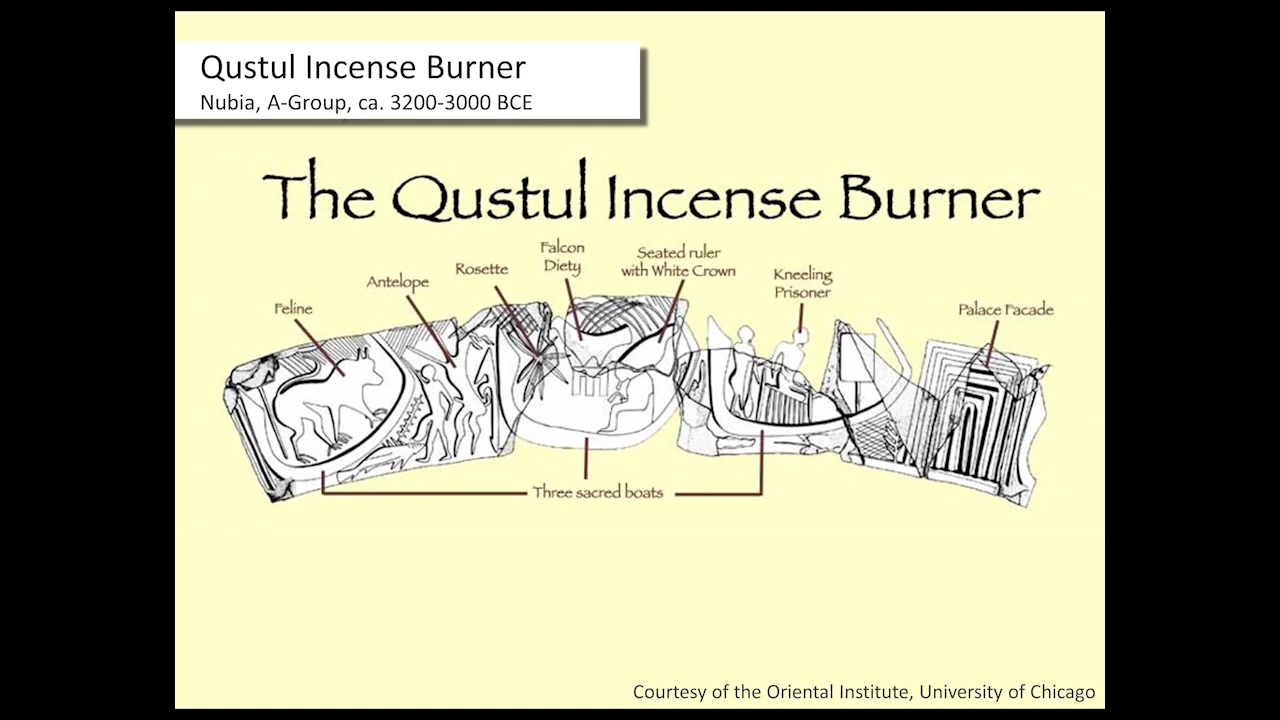 Qustul Incense Burner
Nubia, A-Group, ca. 3200-3000 BCE
The Qustul Incense Burner
Feline
Antelope
Rosette
Falcon
Diety
Seated ruler
with White Crown
Kneeling
Prisoner
Palace Facade
Three sacred boats
Courtesy of the Oriental Institute, University of Chicago